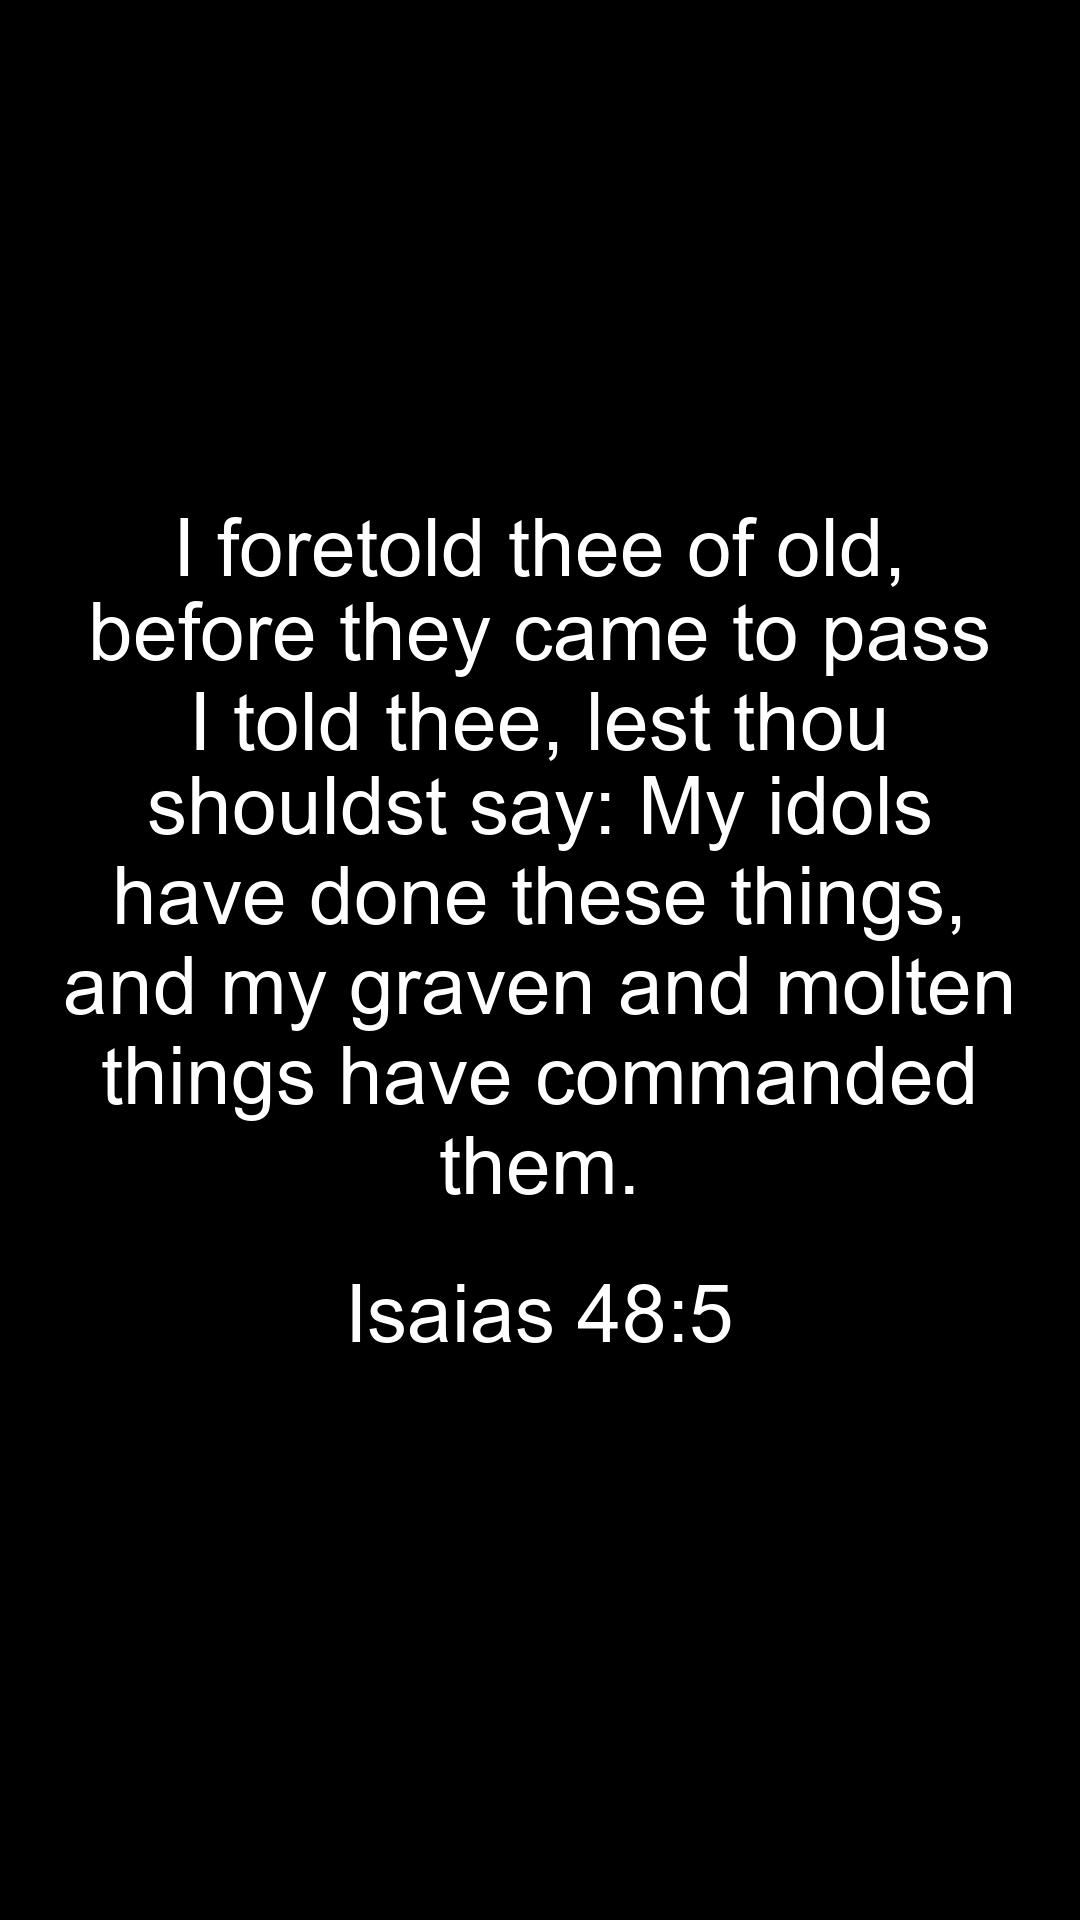 I foretold thee of old,
before they came to pass
I told thee, lest thou
shouldst say: My idols
have done these things,
and my graven and molten
things have commanded
them.
Isaias 48:5